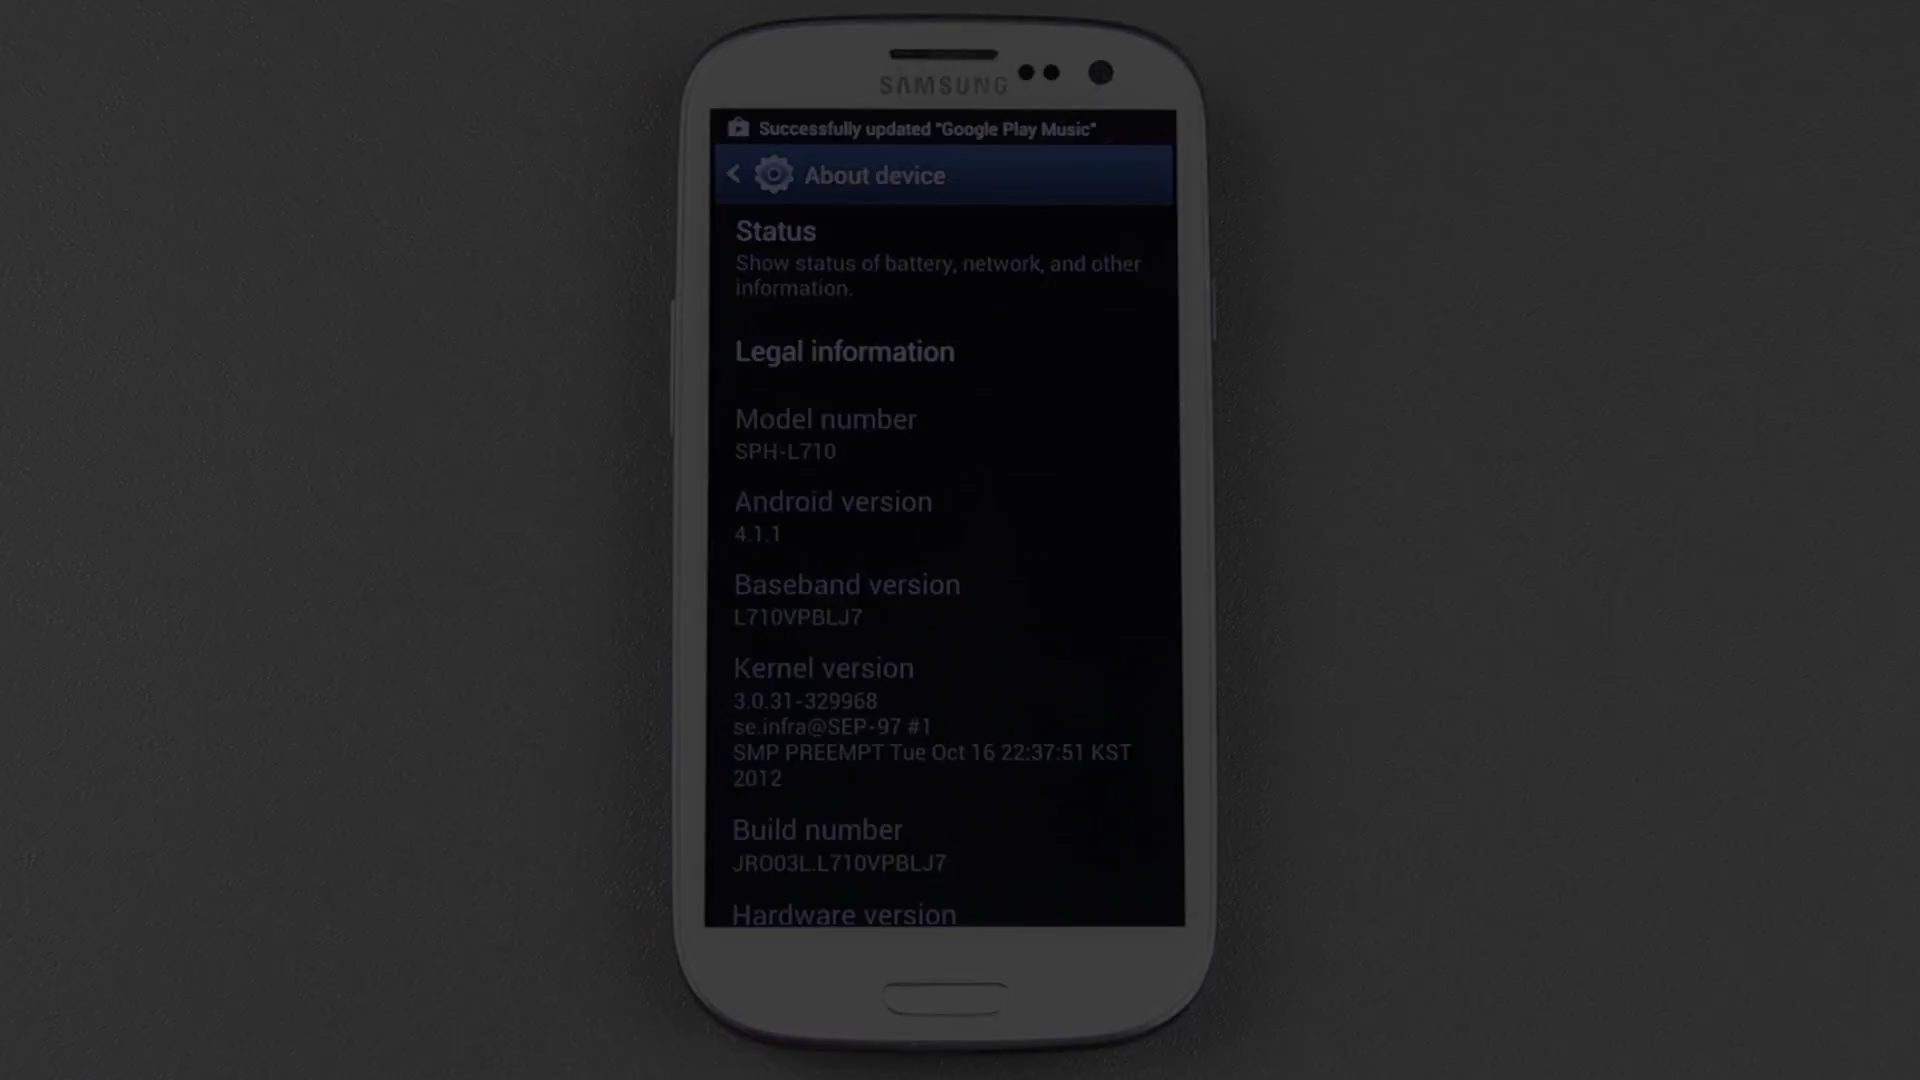 SAMSUNG
Successfully updated "Google Play Music"
About device
Status
Show status of battery, network, and other
information.
Legal information
Model number
SPH-L710
Android version
4.1.1
Baseband version
L710VPBLJ7
Kernel version
3.0.31-329968
se.infra@SEP-97 #1
SMP PREEMPT Tue Oct 16 22:37:51 KST
2012
Build number
JRO03L.L710VPBLJ7
Hardware version